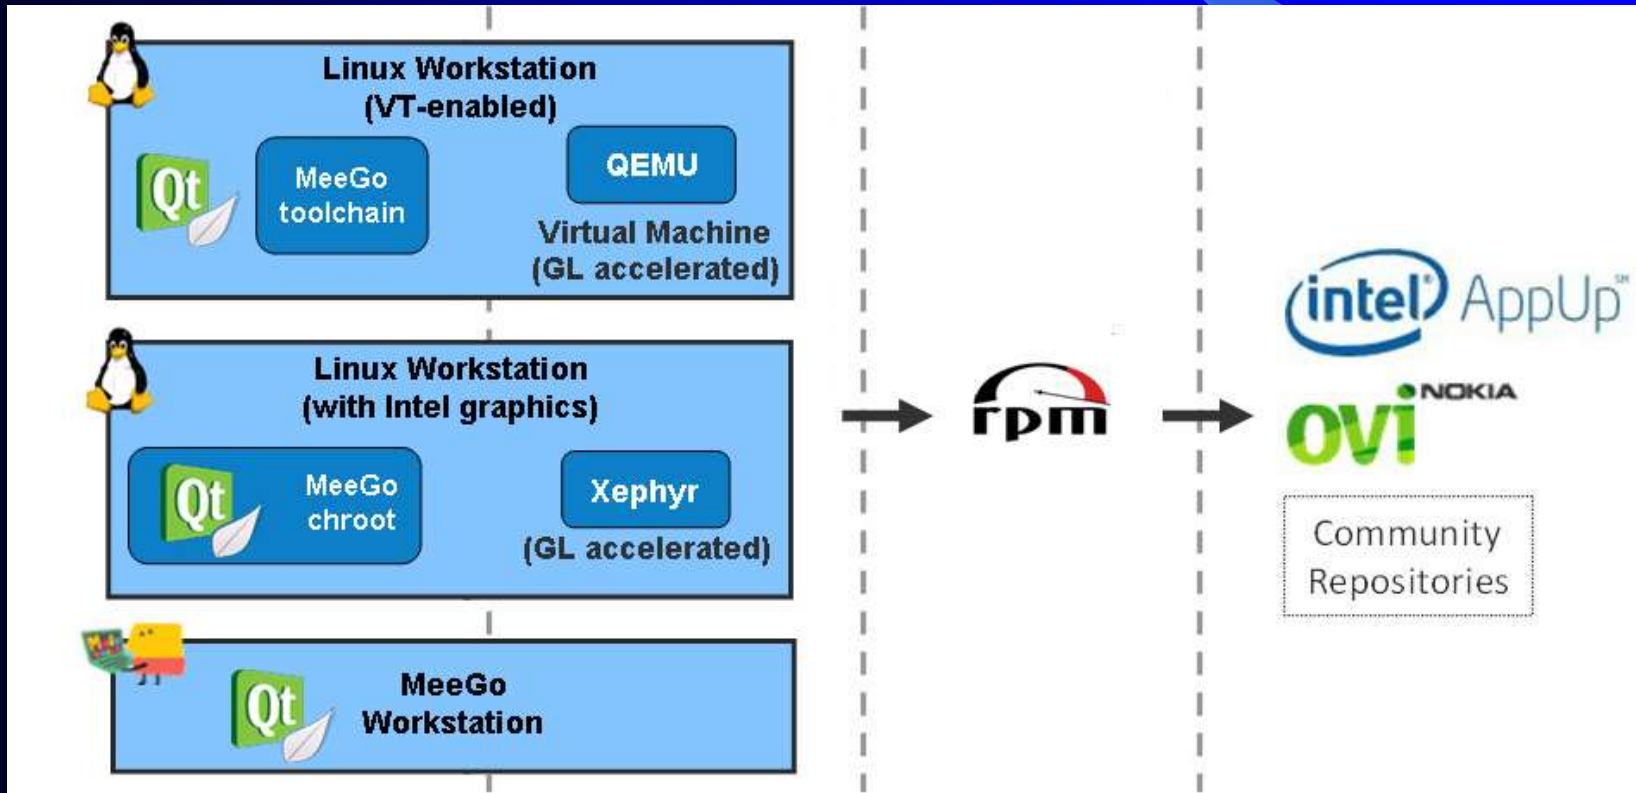 Linux Workstation
(VT-enabled)
Qt
MeeGo
toolchain
QEMU
Virtual Machine
(GL accelerated)
Linux Workstation
(with Intel graphics)
Qt
MeeGo
chroot
Xephyr
(GL accelerated)
Qt
MeeGo
Workstation
rpm
intel® AppUp℠
ovi NOKIA
Community
Repositories